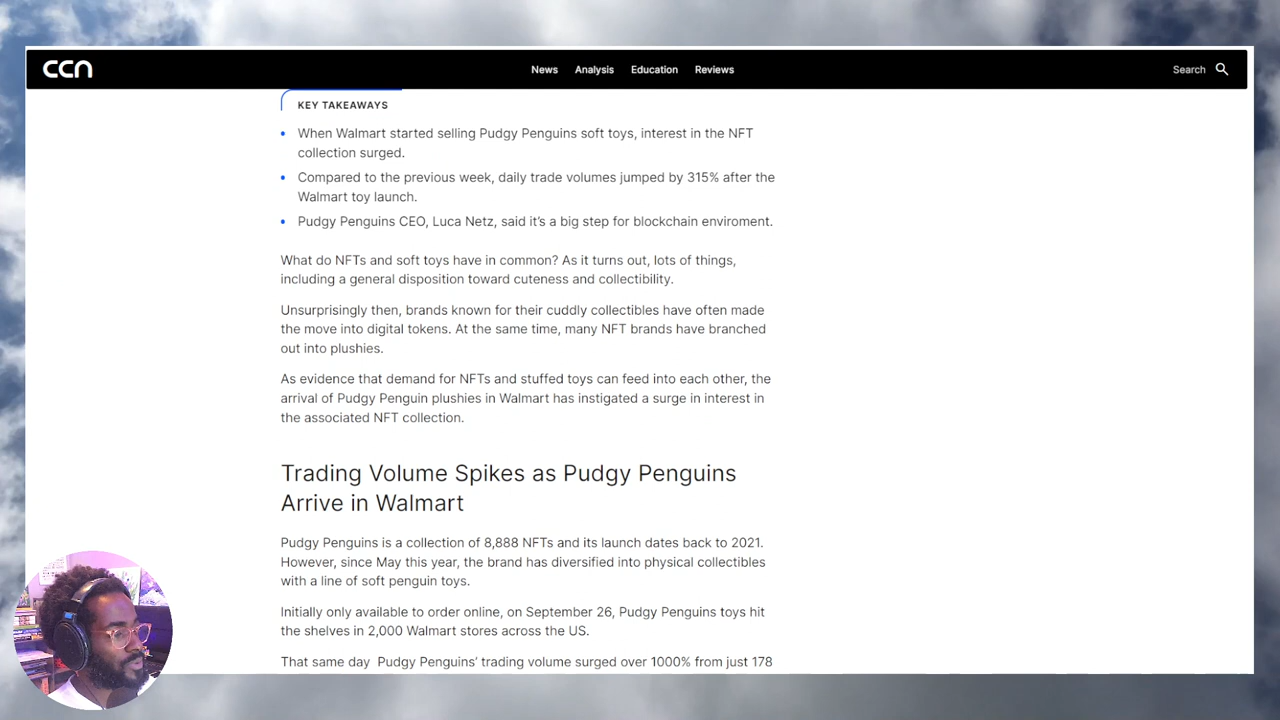 ccn
News Analysis Education Reviews Search
KEY TAKEAWAYS
• When Walmart started selling Pudgy Penguins soft toys, interest in the NFT
collection surged.
• Compared to the previous week, daily trade volumes jumped by 315% after the
Walmart toy launch.
• Pudgy Penguins CEO, Luca Netz, said it’s a big step for blockchain enviroment.
What do NFTs and soft toys have in common? As it turns out, lots of things,
including a general disposition toward cuteness and collectibility.
Unsurprisingly then, brands known for their cuddly collectibles have often made
the move into digital tokens. At the same time, many NFT brands have branched
out into plushies.
As evidence that demand for NFTs and stuffed toys can feed into each other, the
arrival of Pudgy Penguin plushies in Walmart has instigated a surge in interest in
the associated NFT collection.
Trading Volume Spikes as Pudgy Penguins
Arrive in Walmart
Pudgy Penguins is a collection of 8,888 NFTs and its launch dates back to 2021.
However, since May this year, the brand has diversified into physical collectibles
with a line of soft penguin toys.
Initially only available to order online, on September 26, Pudgy Penguins toys hit
the shelves in 2,000 Walmart stores across the US.
That same day Pudgy Penguins’ trading volume surged over 1000% from just 178